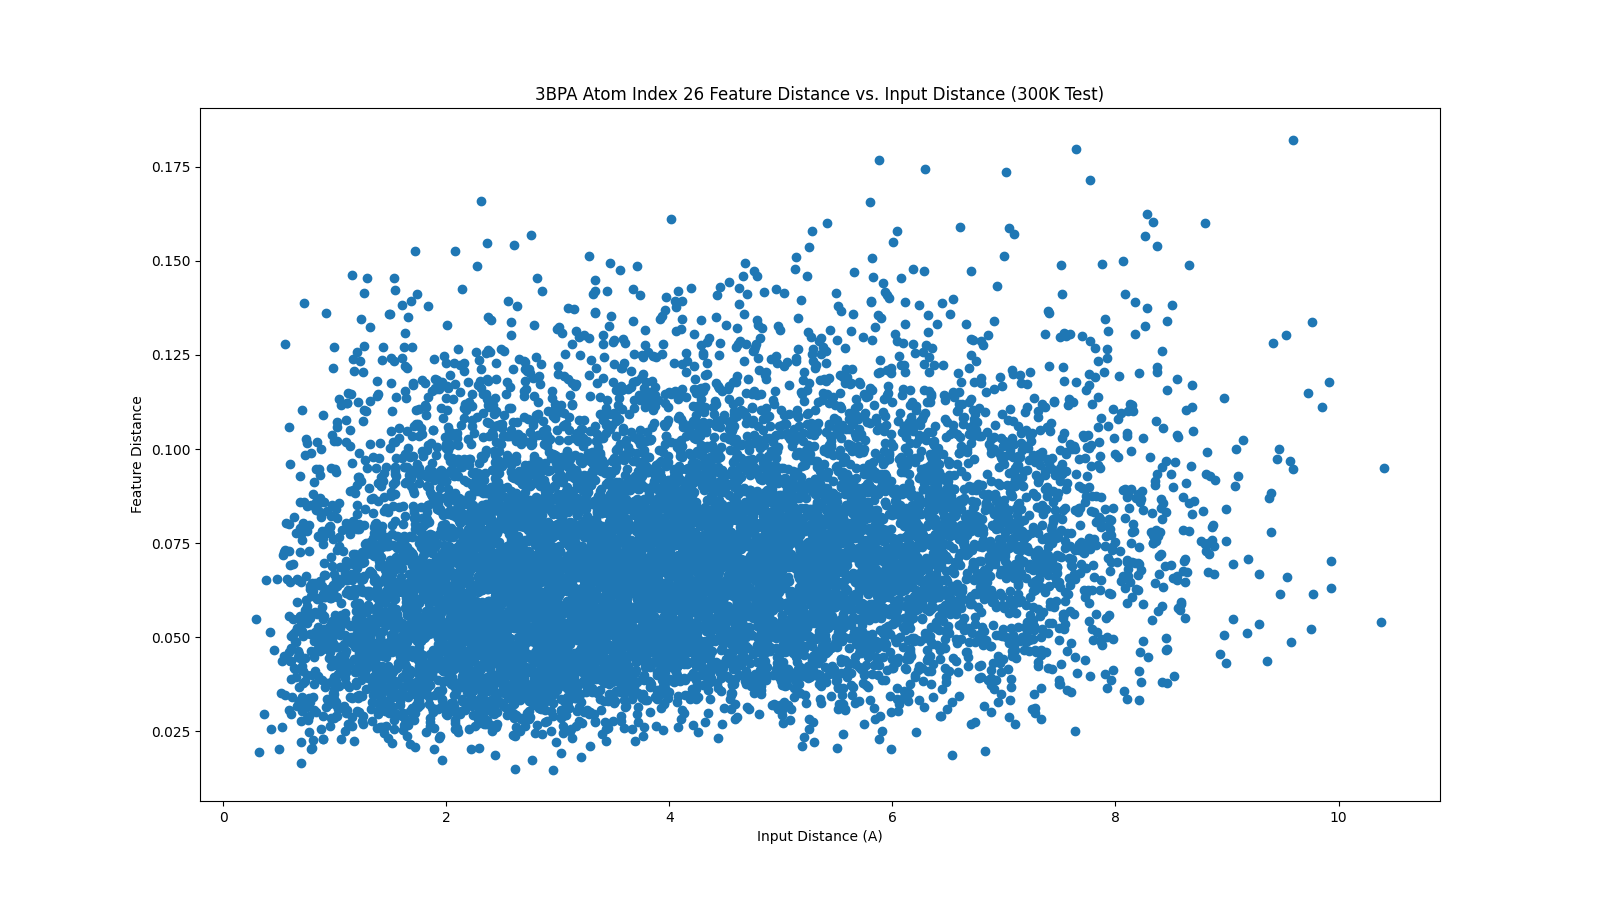 3BPA Atom Index 26 Feature Distance vs. Input Distance (300K Test)
0.175
0.150
0.125
0.100
0.075
0.050
0.025
Feature Distance
0 2 4 6 8 10
Input Distance (A)